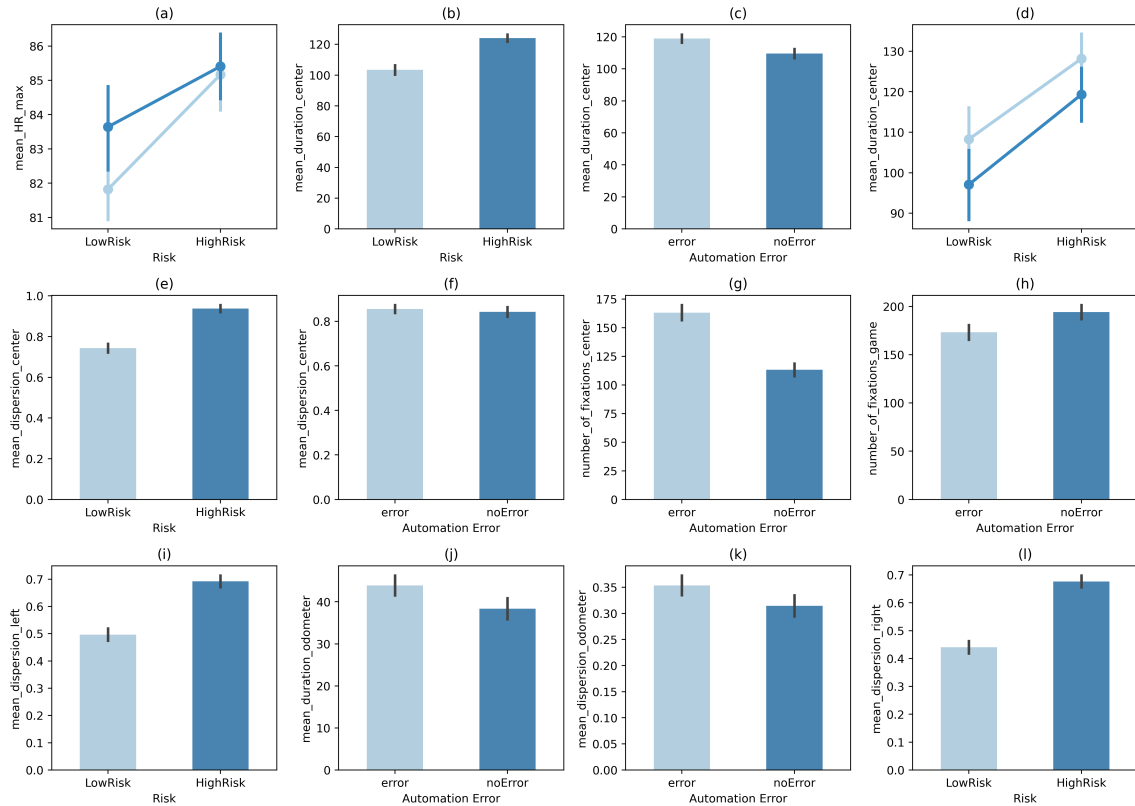 (a)
mean_HR_max
86
85
84
83
82
81
LowRisk
HighRisk
Risk
(b)
mean_duration_center
120
100
80
60
40
20
0
LowRisk
HighRisk
Risk
(c)
mean_duration_center
120
100
80
60
40
20
0
error
noError
Automation Error
(d)
mean_duration_center
130
120
110
100
90
LowRisk
HighRisk
Risk
(e)
mean_dispersion_center
1.0
0.8
0.6
0.4
0.2
0.0
LowRisk
HighRisk
Risk
(f)
mean_dispersion_center
0.8
0.6
0.4
0.2
0.0
error
noError
Automation Error
(g)
number_of_fixations_center
175
150
125
100
75
50
25
0
error
noError
Automation Error
(h)
number_of_fixations_game
200
150
100
50
0
error
noError
Automation Error
(i)
mean_dispersion_left
0.7
0.6
0.5
0.4
0.3
0.2
0.1
0.0
LowRisk
HighRisk
Risk
(j)
mean_duration_odometer
40
30
20
10
0
error
noError
Automation Error
(k)
mean_dispersion_odometer
0.35
0.30
0.25
0.20
0.15
0.10
0.05
0.00
error
noError
Automation Error
(l)
mean_dispersion_right
0.7
0.6
0.5
0.4
0.3
0.2
0.1
0.0
LowRisk
HighRisk
Risk